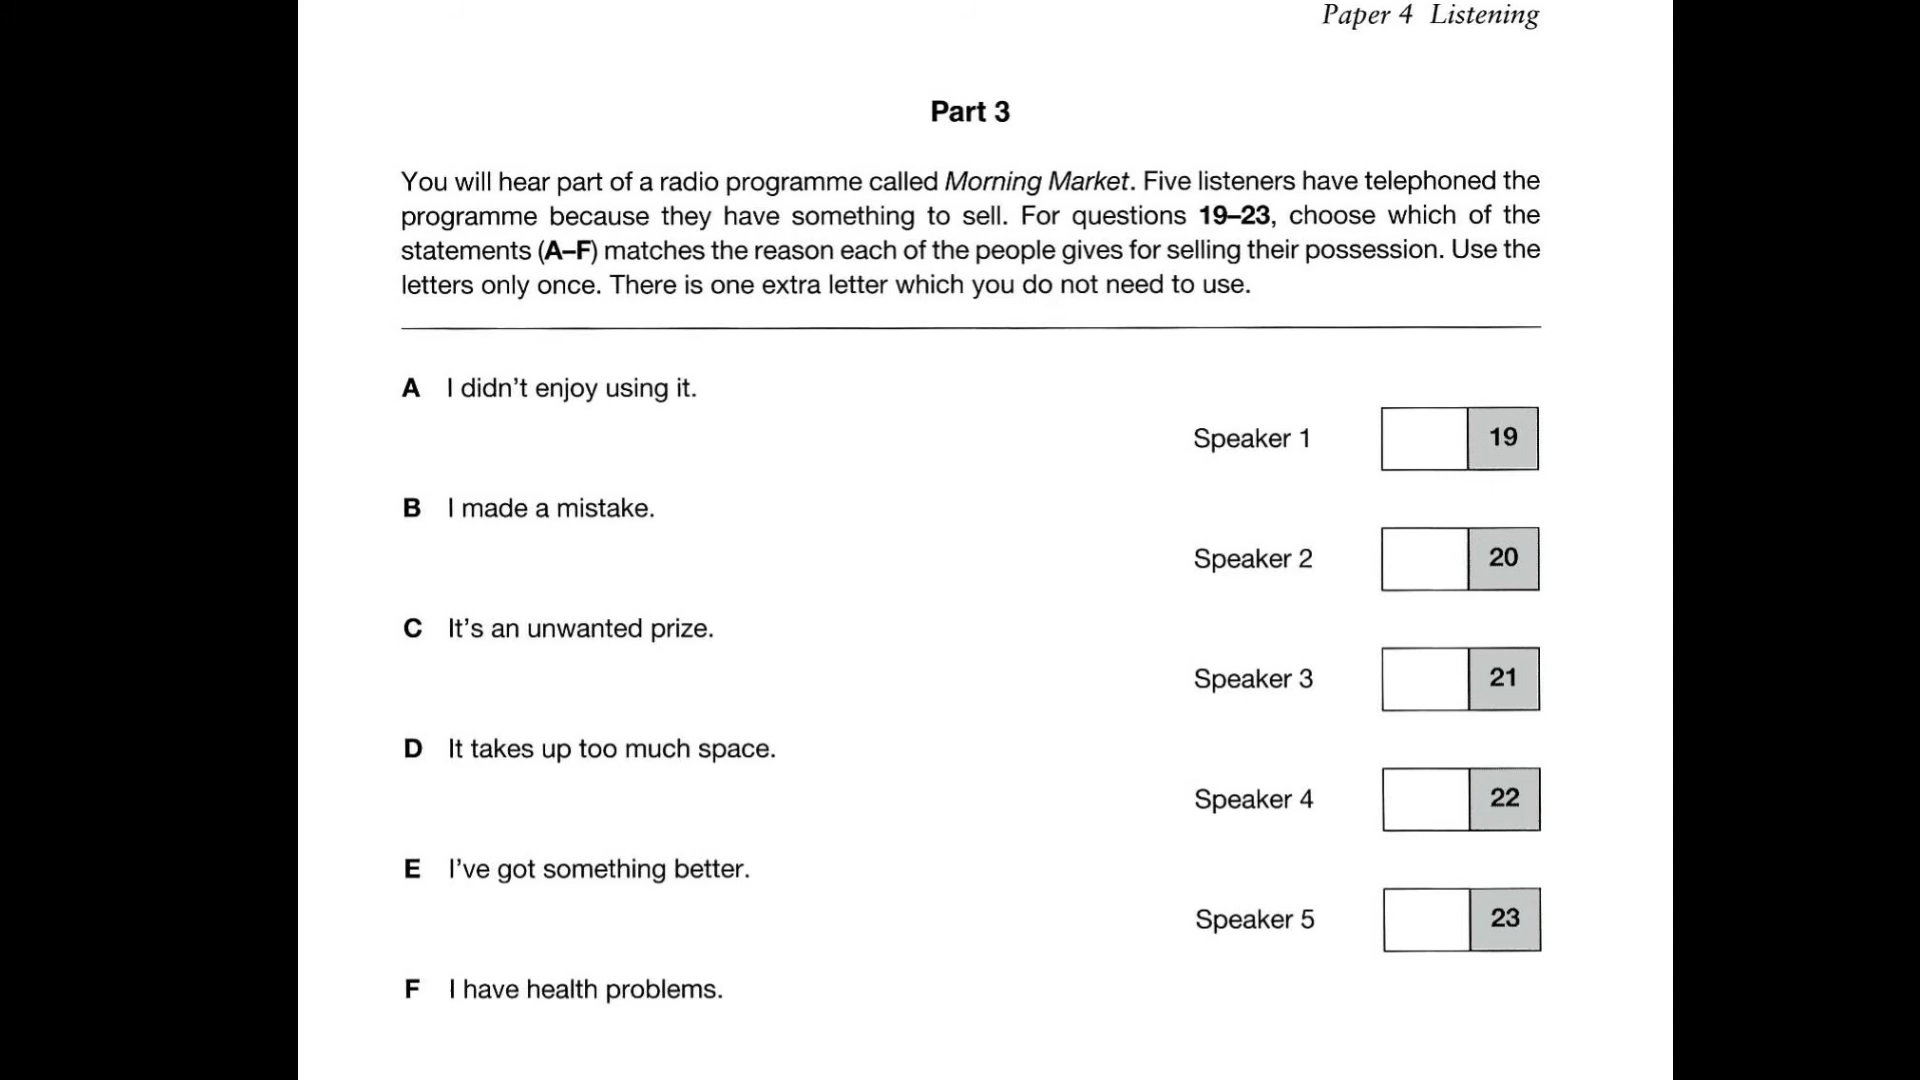 Paper 4 Listening
Part 3
You will hear part of a radio programme called Morning Market. Five listeners have telephoned the
programme because they have something to sell. For questions 19–23, choose which of the
statements (A–F) matches the reason each of the people gives for selling their possession. Use the
letters only once. There is one extra letter which you do not need to use.
A I didn't enjoy using it.
Speaker 1 19
B I made a mistake.
Speaker 2 20
C It's an unwanted prize.
Speaker 3 21
D It takes up too much space.
Speaker 4 22
E I've got something better.
Speaker 5 23
F I have health problems.